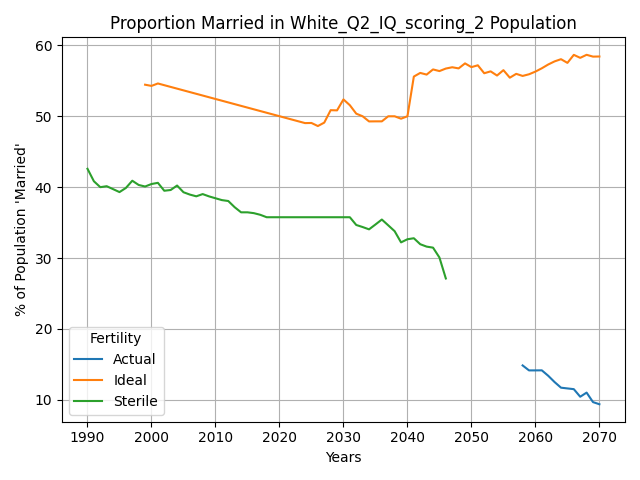 Proportion Married in White_Q2_IQ_scoring_2 Population
% of Population 'Married'
60
50
40
30
20
10
Fertility
Actual
Ideal
Sterile
1990 2000 2010 2020 2030 2040 2050 2060 2070
Years